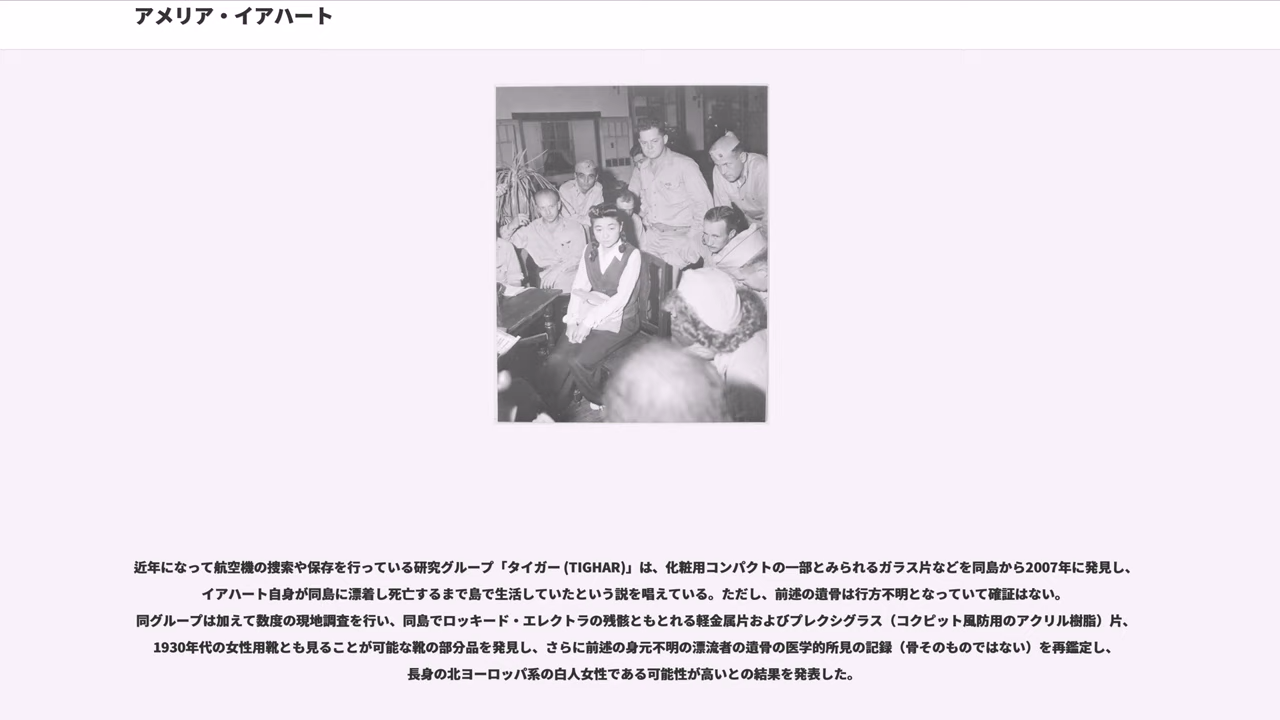 アメリア・イアハート
近年になって航空機の捜索や保存を行っている研究グループ「タイガー (TIGHAR)」は、化粧用コンパクトの一部とみられるガラス片などを同島から2007年に発見し、
イアハート自身が同島に漂着し死亡するまで島で生活していたという説を唱えている。ただし、前述の遺骨は行方不明となっていて確証はない。
同グループは加えて数度の現地調査を行い、同島でロッキード・エレクトラの残骸ともとれる軽金属片およびプレクシグラス（コクピット風防用のアクリル樹脂）片、
1930年代の女性用靴とも見ることが可能な靴の部分品を発見し、さらに前述の身元不明の漂流者の遺骨の医学的所見の記録（骨そのものではない）を再鑑定し、
長身の北ヨーロッパ系の白人女性である可能性が高いとの結果を発表した。